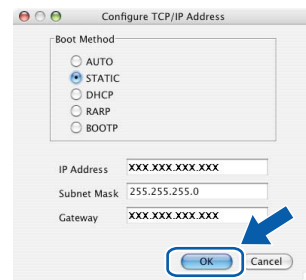 Configure TCP/IP Address
Boot Method
AUTO
STATIC
DHCP
RARP
BOOTP
IP Address XXX.XXX.XXX.XXX
Subnet Mask 255.255.255.0
Gateway XXX.XXX.XXX.XXX
OK Cancel